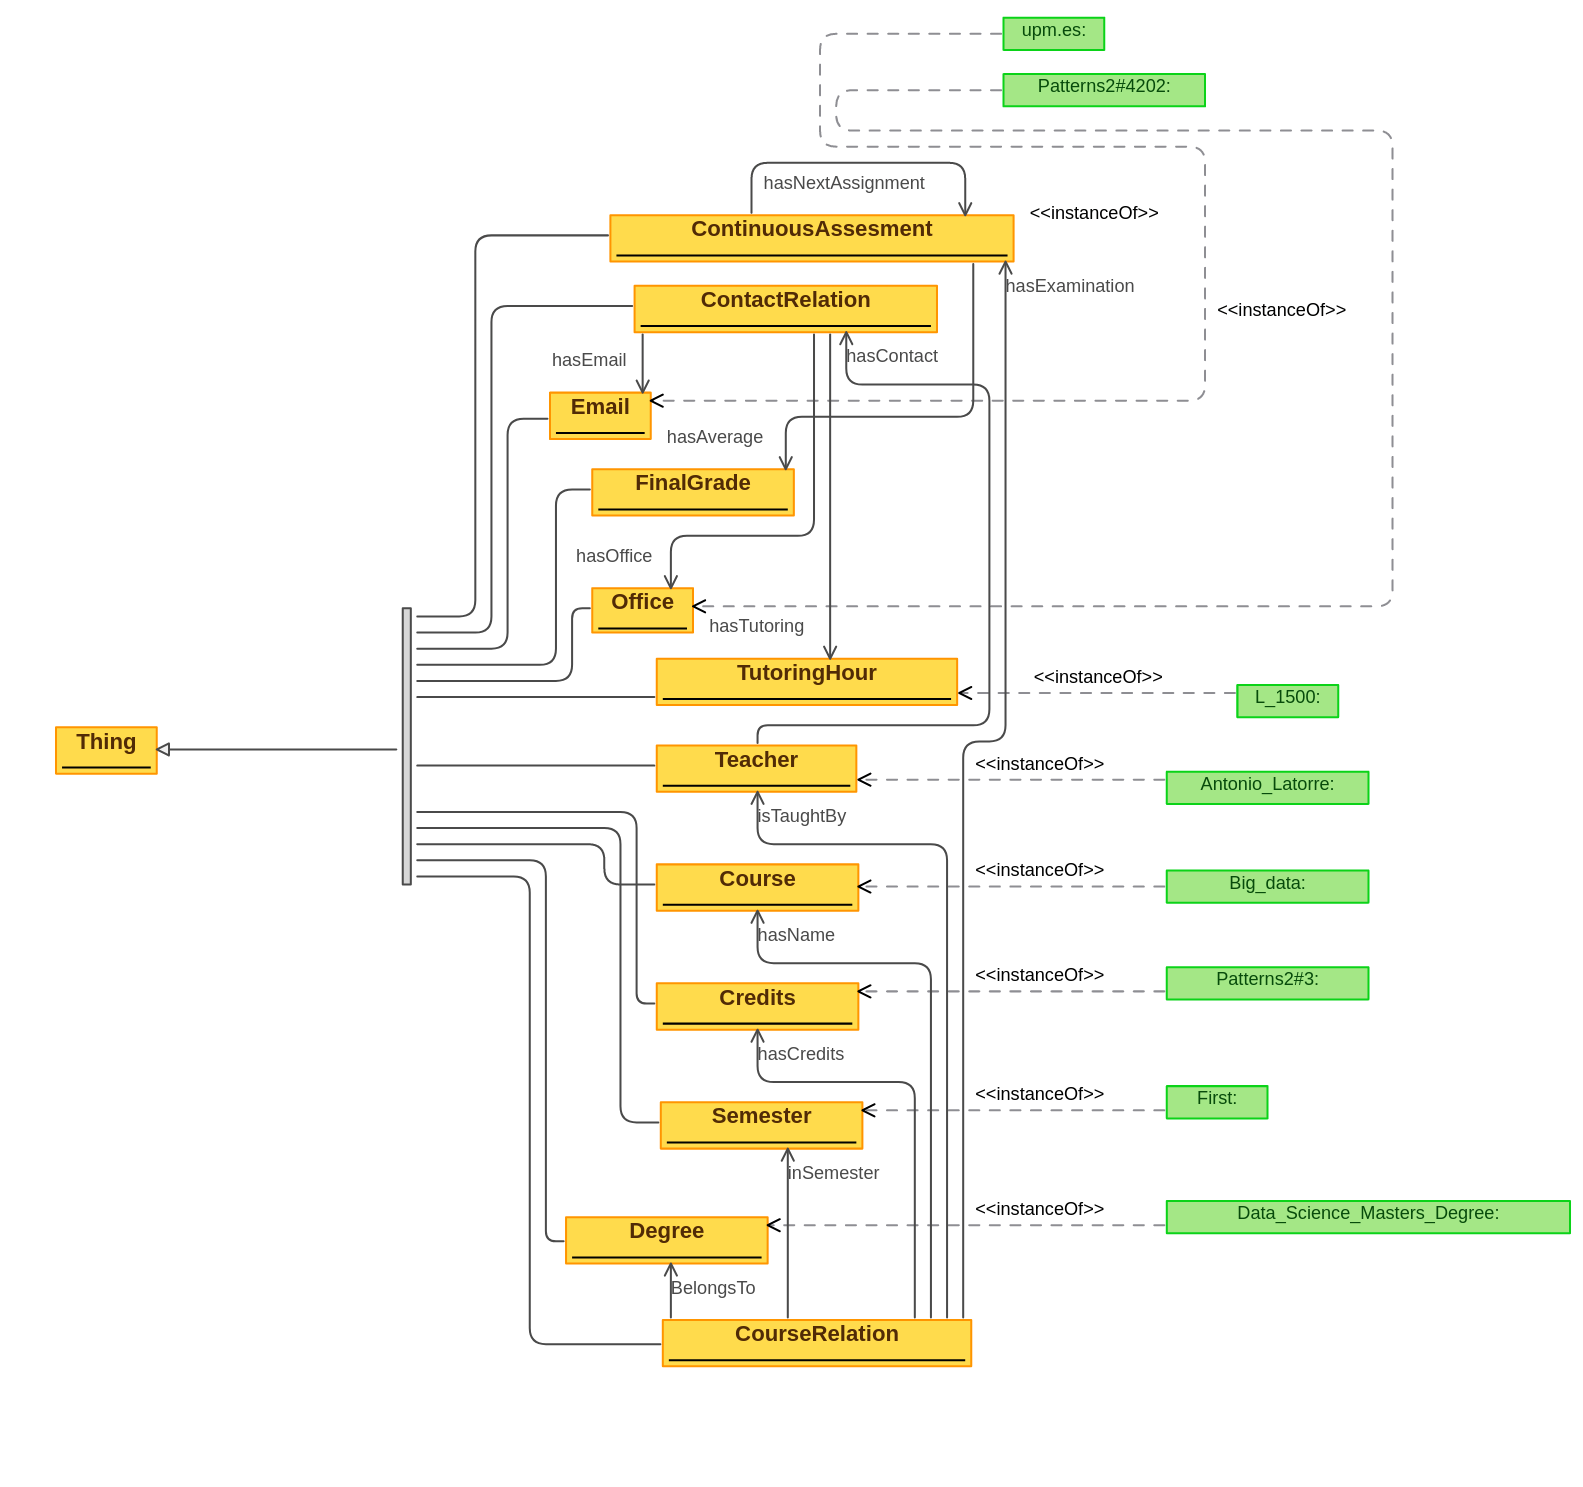 upm.es:
Patterns2#4202:
hasNextAssignment
<<instanceOf>>
ContinuousAssesment
hasExamination
ContactRelation
<<instanceOf>>
hasEmail
hasContact
Email
hasAverage
FinalGrade
hasOffice
Office
hasTutoring
TutoringHour
<<instanceOf>>
L_1500:
Thing
Teacher
<<instanceOf>>
Antonio_Latorre:
isTaughtBy
Course
<<instanceOf>>
Big_data:
hasName
Credits
<<instanceOf>>
Patterns2#3:
hasCredits
Semester
<<instanceOf>>
First:
inSemester
Degree
<<instanceOf>>
Data_Science_Masters_Degree:
BelongsTo
CourseRelation